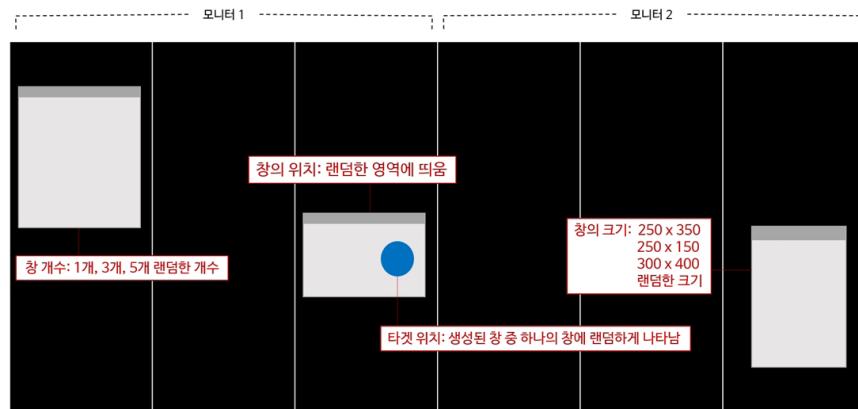 모니터 1
모니터 2
창의 위치: 랜덤한 영역에 띄움
창의 크기: 250 x 350
250 x 150
300 x 400
랜덤한 크기
창 개수: 1개, 3개, 5개 랜덤한 개수
타겟 위치: 생성된 창 중 하나의 창에 랜덤하게 나타남